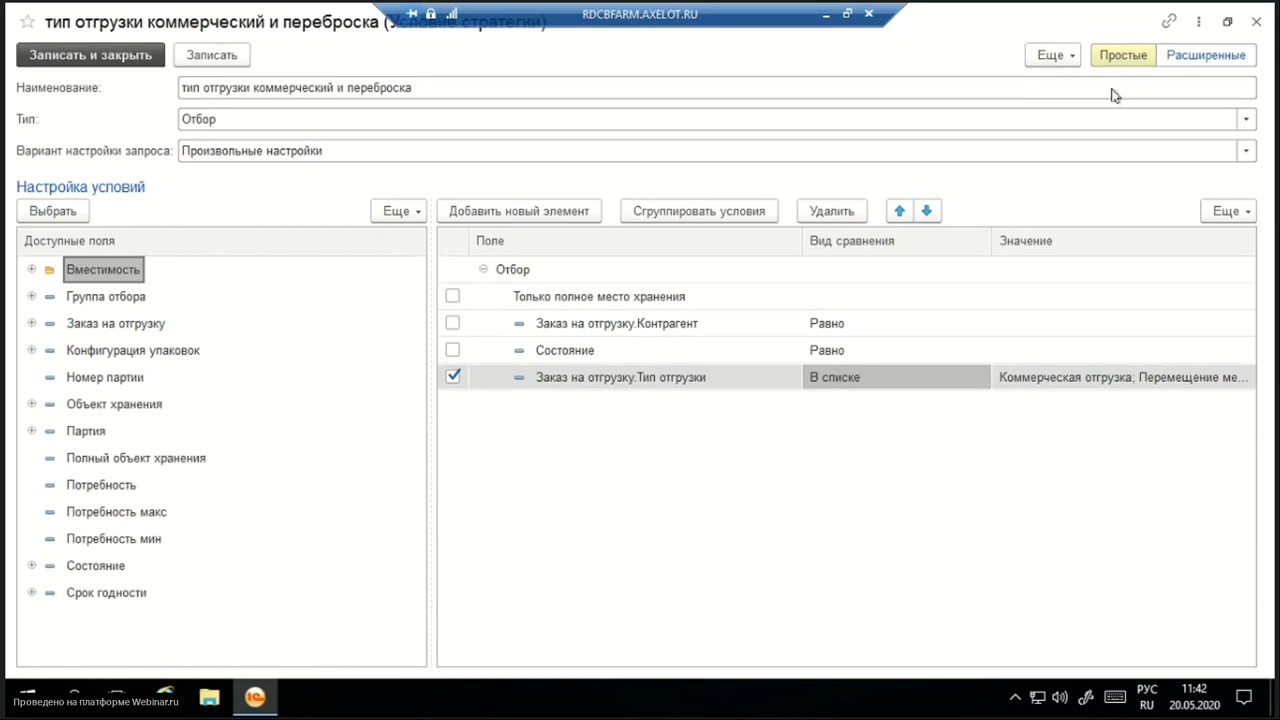 тип отгрузки коммерческий и переброска (Условие стратегии)
RDCBFARM.AXELOT.RU
Записать и закрыть
Записать
Еще
Простые
Расширенные
Наименование:
тип отгрузки коммерческий и переброска
Тип:
Отбор
Вариант настройки запроса:
Произвольные настройки
Настройка условий
Выбрать
Еще
Добавить новый элемент
Сгруппировать условия
Удалить
Еще
Доступные поля
Вместимость
Группа отбора
Заказ на отгрузку
Конфигурация упаковок
Номер партии
Объект хранения
Партия
Полный объект хранения
Потребность
Потребность макс
Потребность мин
Состояние
Срок годности
Поле
Вид сравнения
Значение
Отбор
Только полное место хранения
Заказ на отгрузку.Контрагент
Равно
Состояние
Равно
Заказ на отгрузку.Тип отгрузки
В списке
Коммерческая отгрузка; Перемещение ме...
Проведено на платформе Webinar.ru
РУС
RU
11:42
20.05.2020